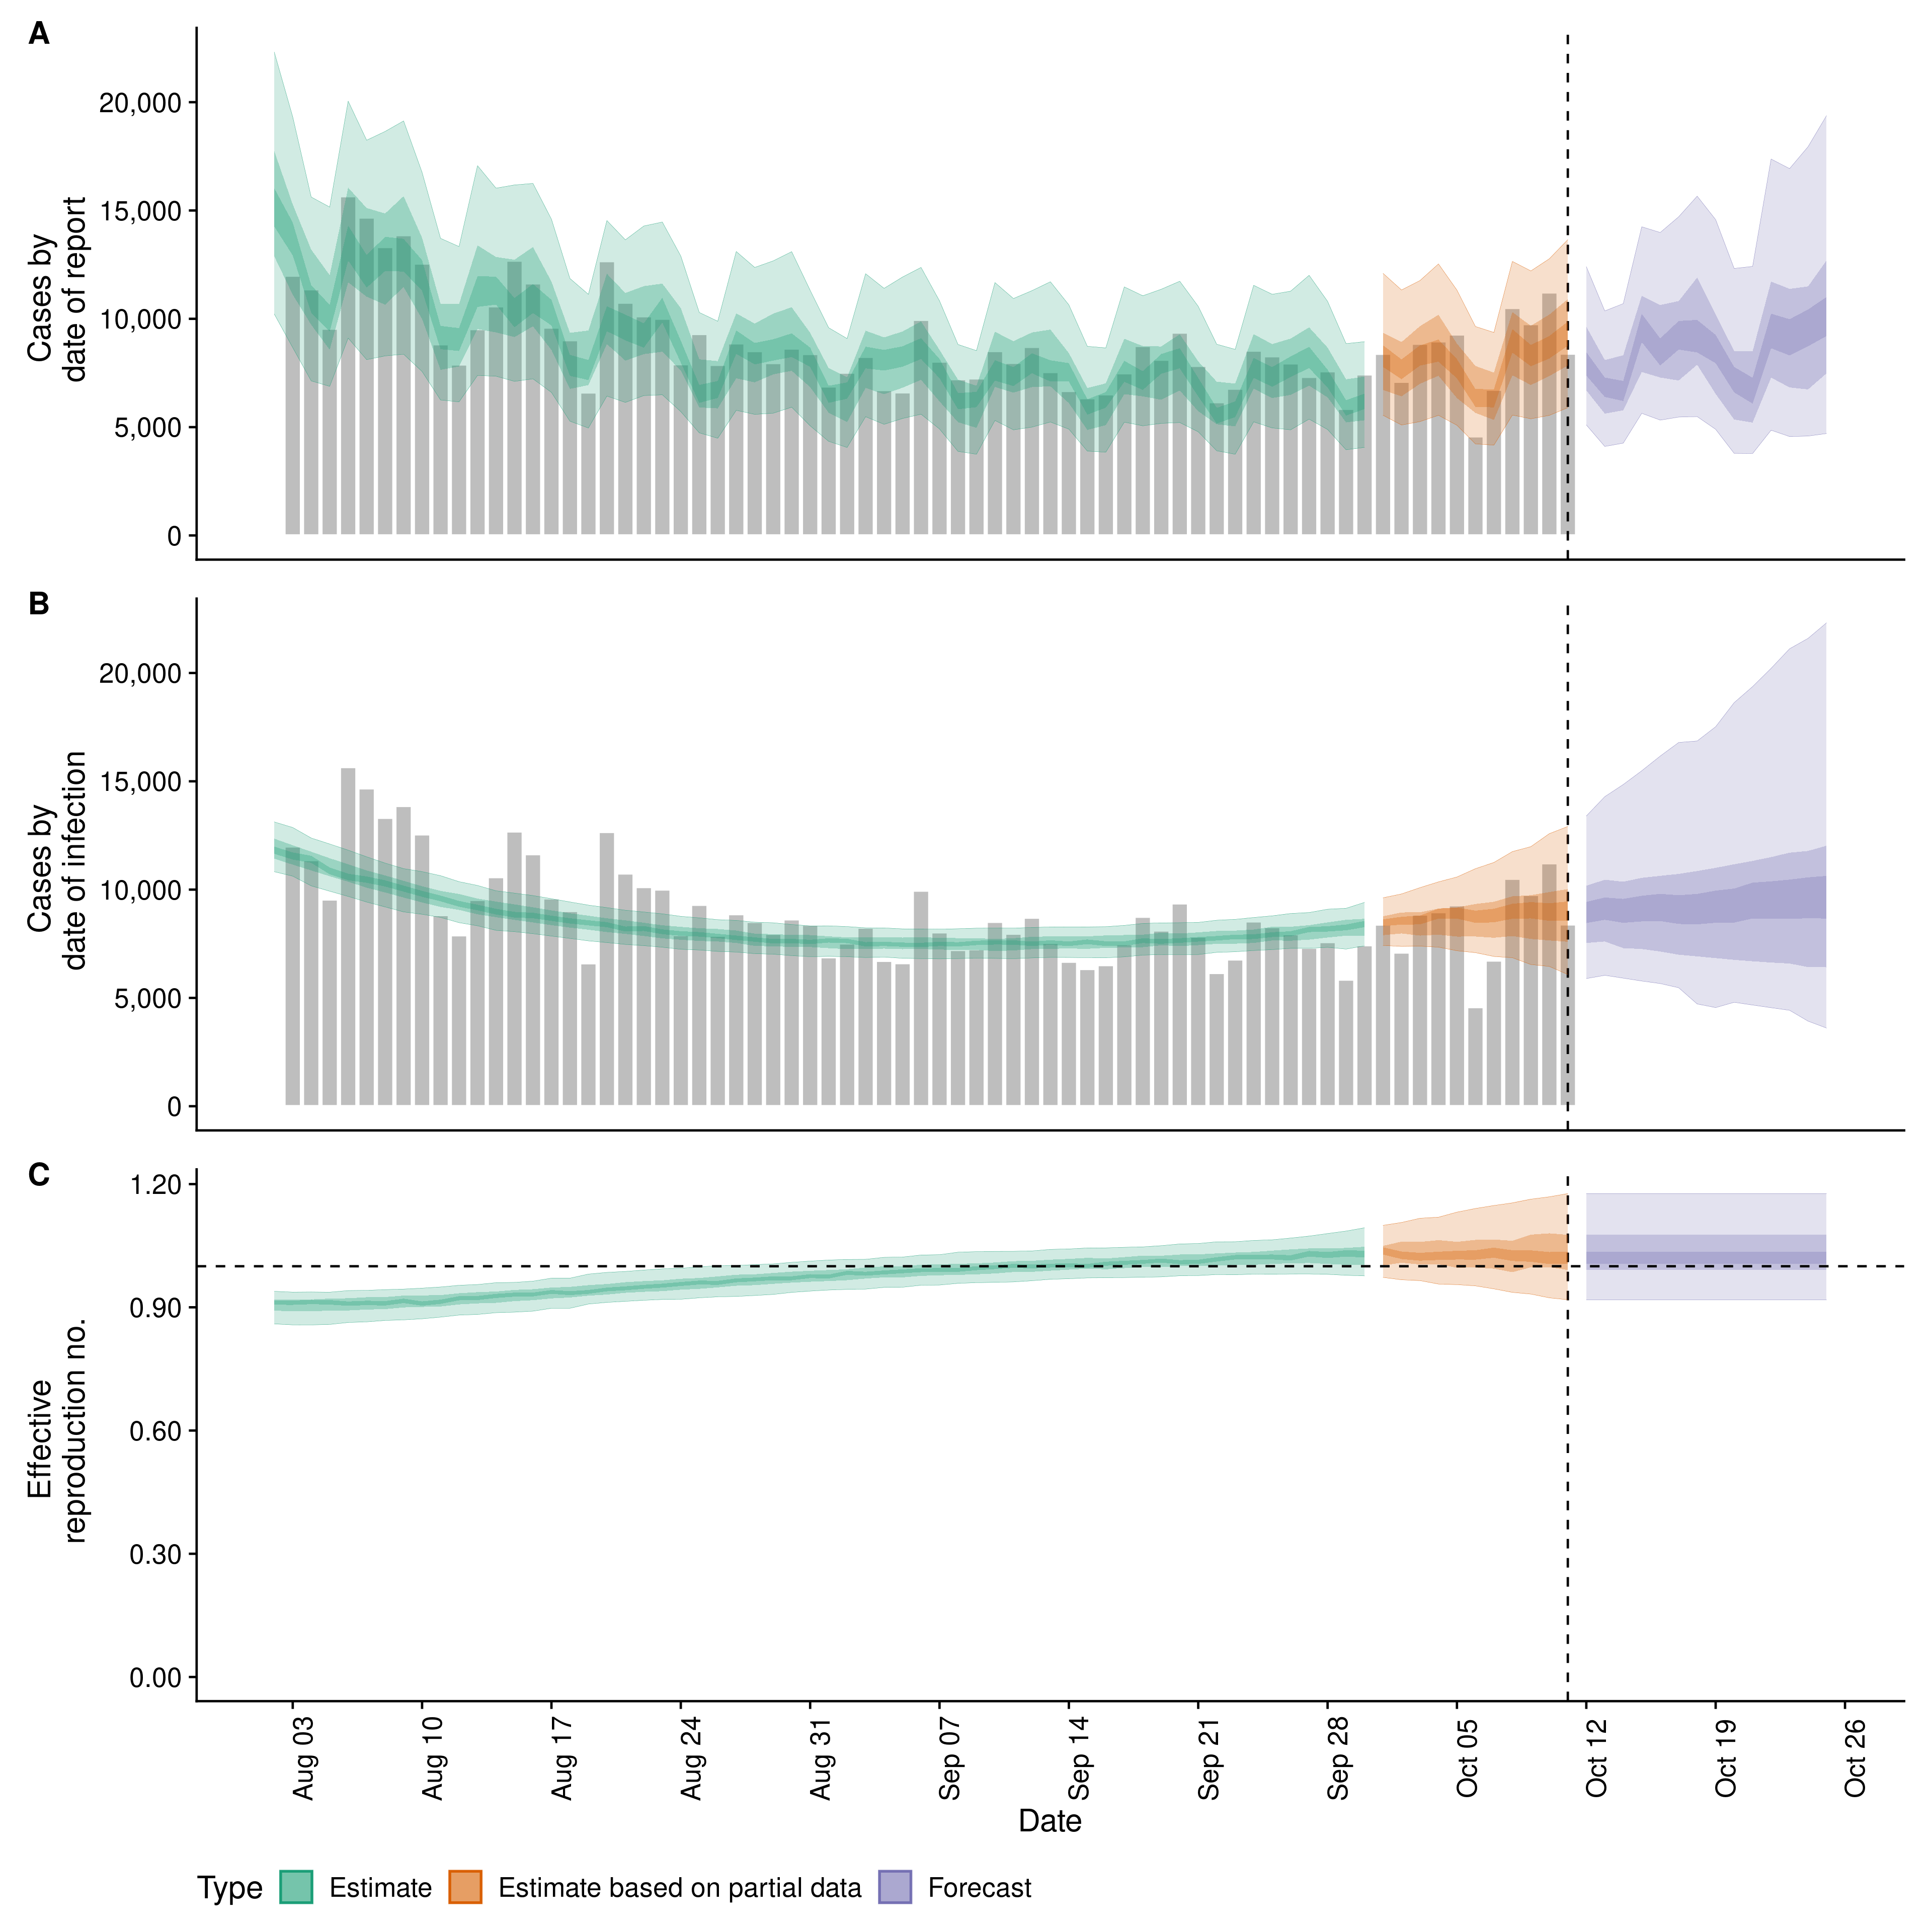 A
Cases by
date of report
20,000
15,000
10,000
5,000
0
B
Cases by
date of infection
20,000
15,000
10,000
5,000
0
C
Effective
reproduction no.
1.20
0.90
0.60
0.30
0.00
Aug 03
Aug 10
Aug 17
Aug 24
Aug 31
Sep 07
Sep 14
Sep 21
Sep 28
Oct 05
Oct 12
Oct 19
Oct 26
Date
Type Estimate Estimate based on partial data Forecast